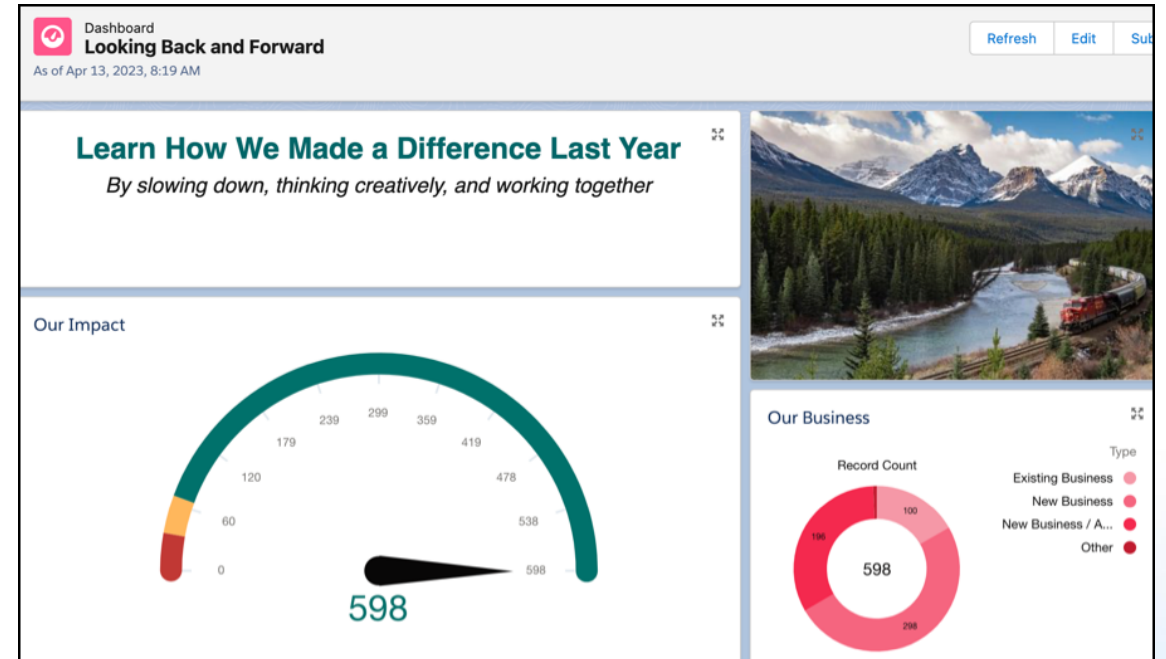 Dashboard
Looking Back and Forward
As of Apr 13, 2023, 8:19 AM
Refresh
Edit
Sub
Learn How We Made a Difference Last Year
By slowing down, thinking creatively, and working together
Our Impact
0
60
120
179
239
299
359
419
478
538
598
598
Our Business
Record Count
100
196
598
298
Type
Existing Business
New Business
New Business / A...
Other